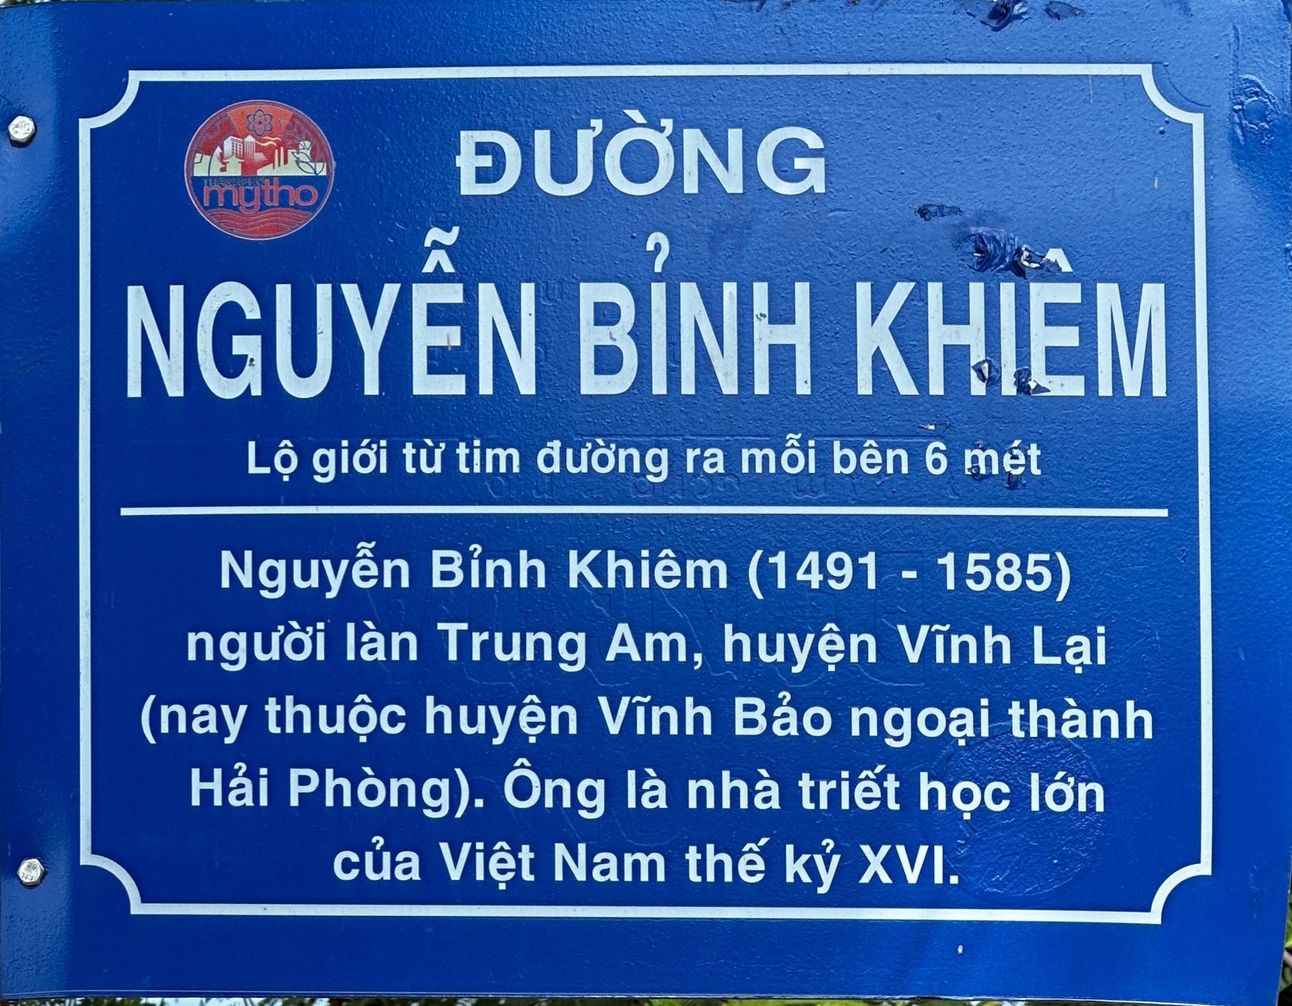 ĐƯỜNG
mytho
NGUYỄN BỈNH KHIÊM
Lộ giới từ tim đường ra mỗi bên 6 mét
Nguyễn Bỉnh Khiêm (1491 - 1585)
người làn Trung Am, huyện Vĩnh Lại
(nay thuộc huyện Vĩnh Bảo ngoại thành
Hải Phòng). Ông là nhà triết học lớn
của Việt Nam thế kỷ XVI.